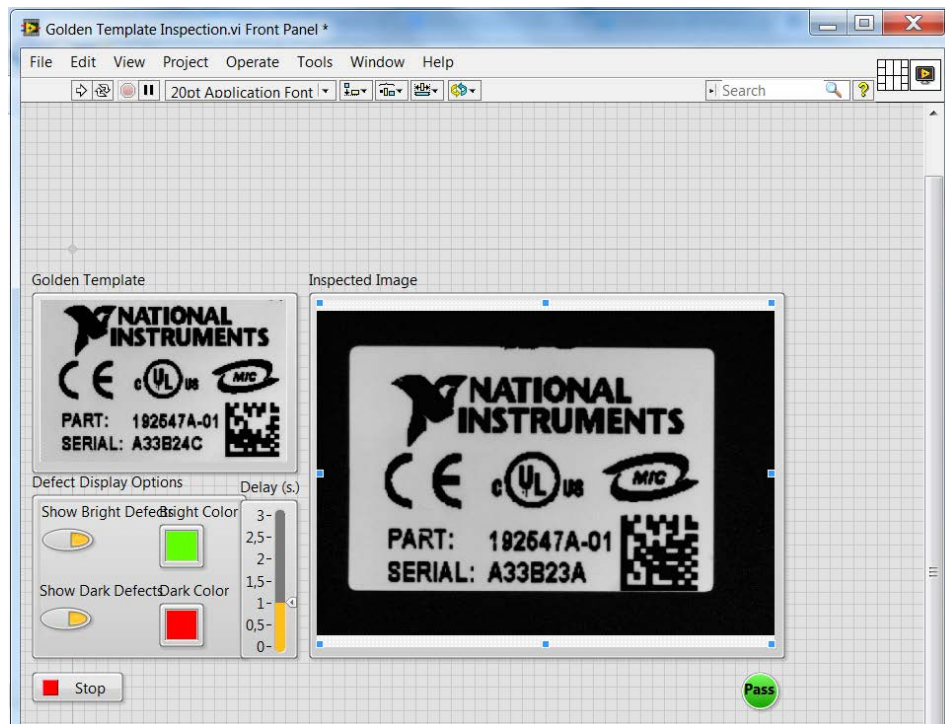 Golden Template Inspection.vi Front Panel *
File Edit View Project Operate Tools Window Help
20pt Application Font
Search
Golden Template
NATIONAL
INSTRUMENTS
CE c UL us MIC
PART: 192547A-01
SERIAL: A33B24C
Inspected Image
NATIONAL
INSTRUMENTS
CE c UL us MIC
PART: 192547A-01
SERIAL: A33B23A
Defect Display Options
Delay (s.)
Show Bright Defects
Bright Color
Show Dark Defects
Dark Color
3
2,5
2
1,5
1
0,5
0
Stop
Pass